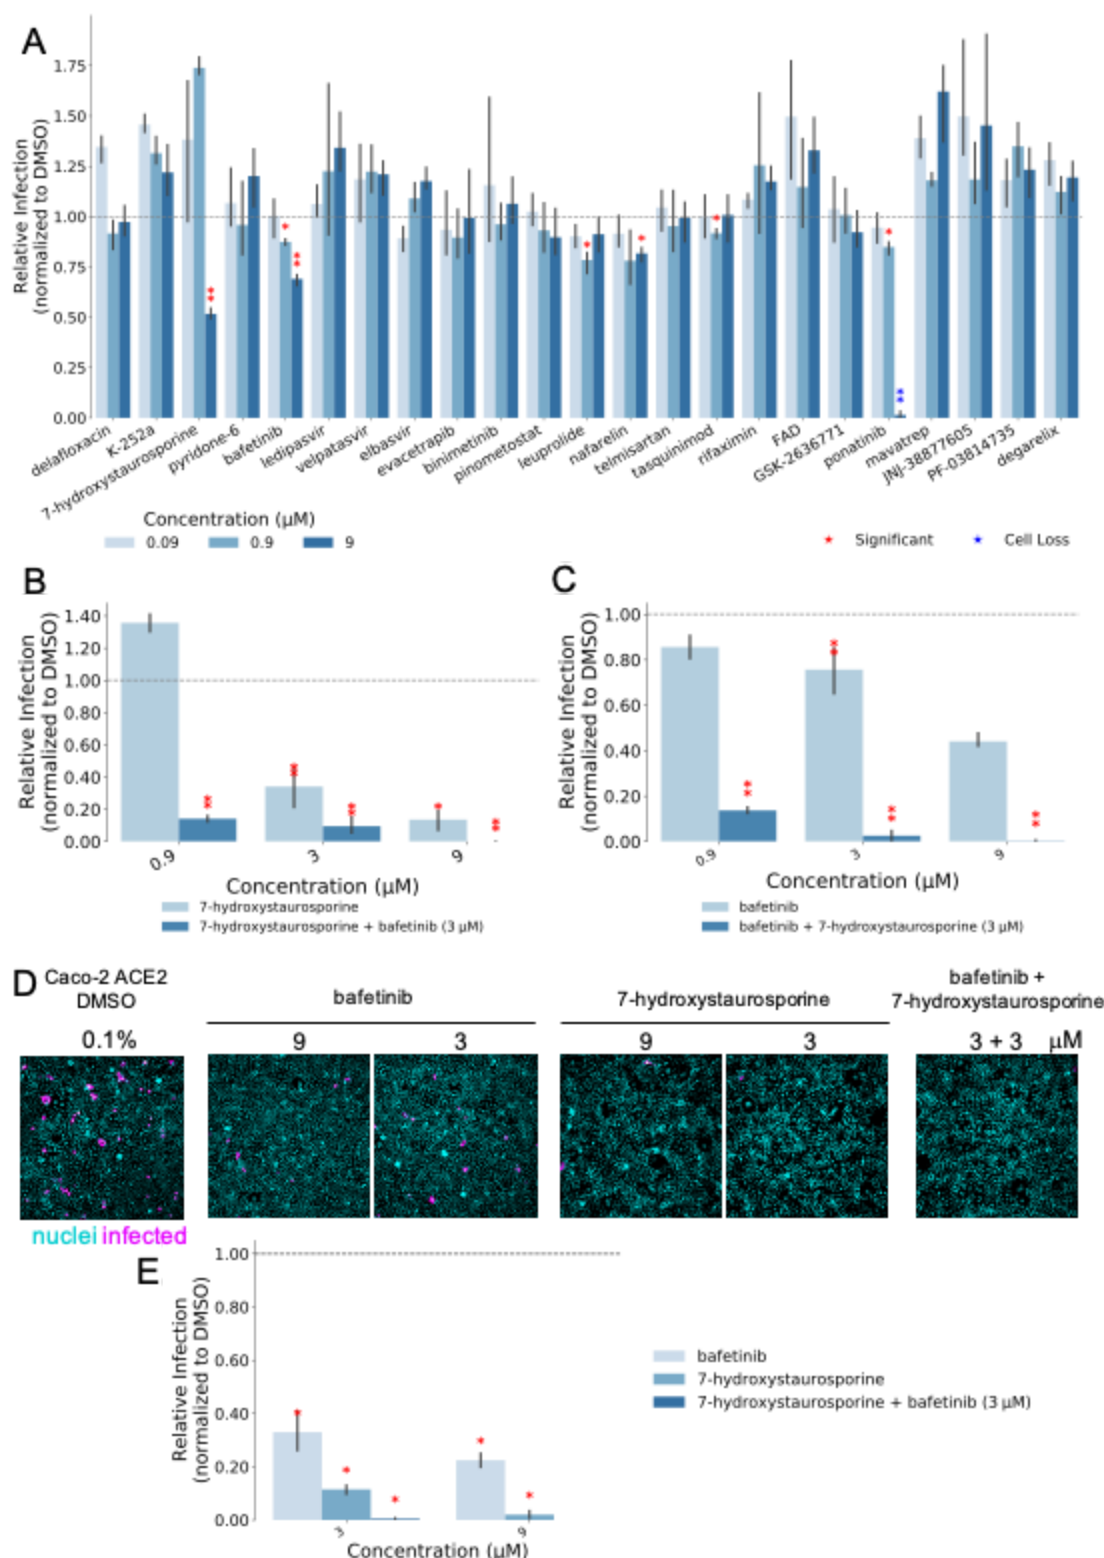 A
Relative Infection
(normalized to DMSO)
1.75
1.50
1.25
1.00
0.75
0.50
0.25
0.00
delafloxacin
K-252a
7-hydroxystaurosporine
pyridone-6
bafetinib
ledipasvir
velpatasvir
elbasvir
evacetrapib
binimetinib
pinometostat
leuprolide
nafarelin
telmisartan
tasquinimod
rifaximin
FAD
GSK-2636771
ponatinib
mavatrep
JNJ-38877605
PF-03814735
degarelix
Concentration (μM)
0.09 0.9 9
* Significant * Cell Loss
B
Relative Infection
(normalized to DMSO)
1.40
1.20
1.00
0.80
0.60
0.40
0.20
0.00
0.9 3 9
Concentration (μM)
7-hydroxystaurosporine
7-hydroxystaurosporine + bafetinib (3 μM)
C
Relative Infection
(normalized to DMSO)
1.00
0.80
0.60
0.40
0.20
0.00
0.9 3 9
Concentration (μM)
bafetinib
bafetinib + 7-hydroxystaurosporine (3 μM)
D
Caco-2 ACE2
DMSO
0.1%
bafetinib
9 3
7-hydroxystaurosporine
9 3
bafetinib +
7-hydroxystaurosporine
3 + 3 μM
nuclei infected
E
Relative Infection
(normalized to DMSO)
1.00
0.80
0.60
0.40
0.20
0.00
3 9
Concentration (μM)
bafetinib
7-hydroxystaurosporine
7-hydroxystaurosporine + bafetinib (3 μM)